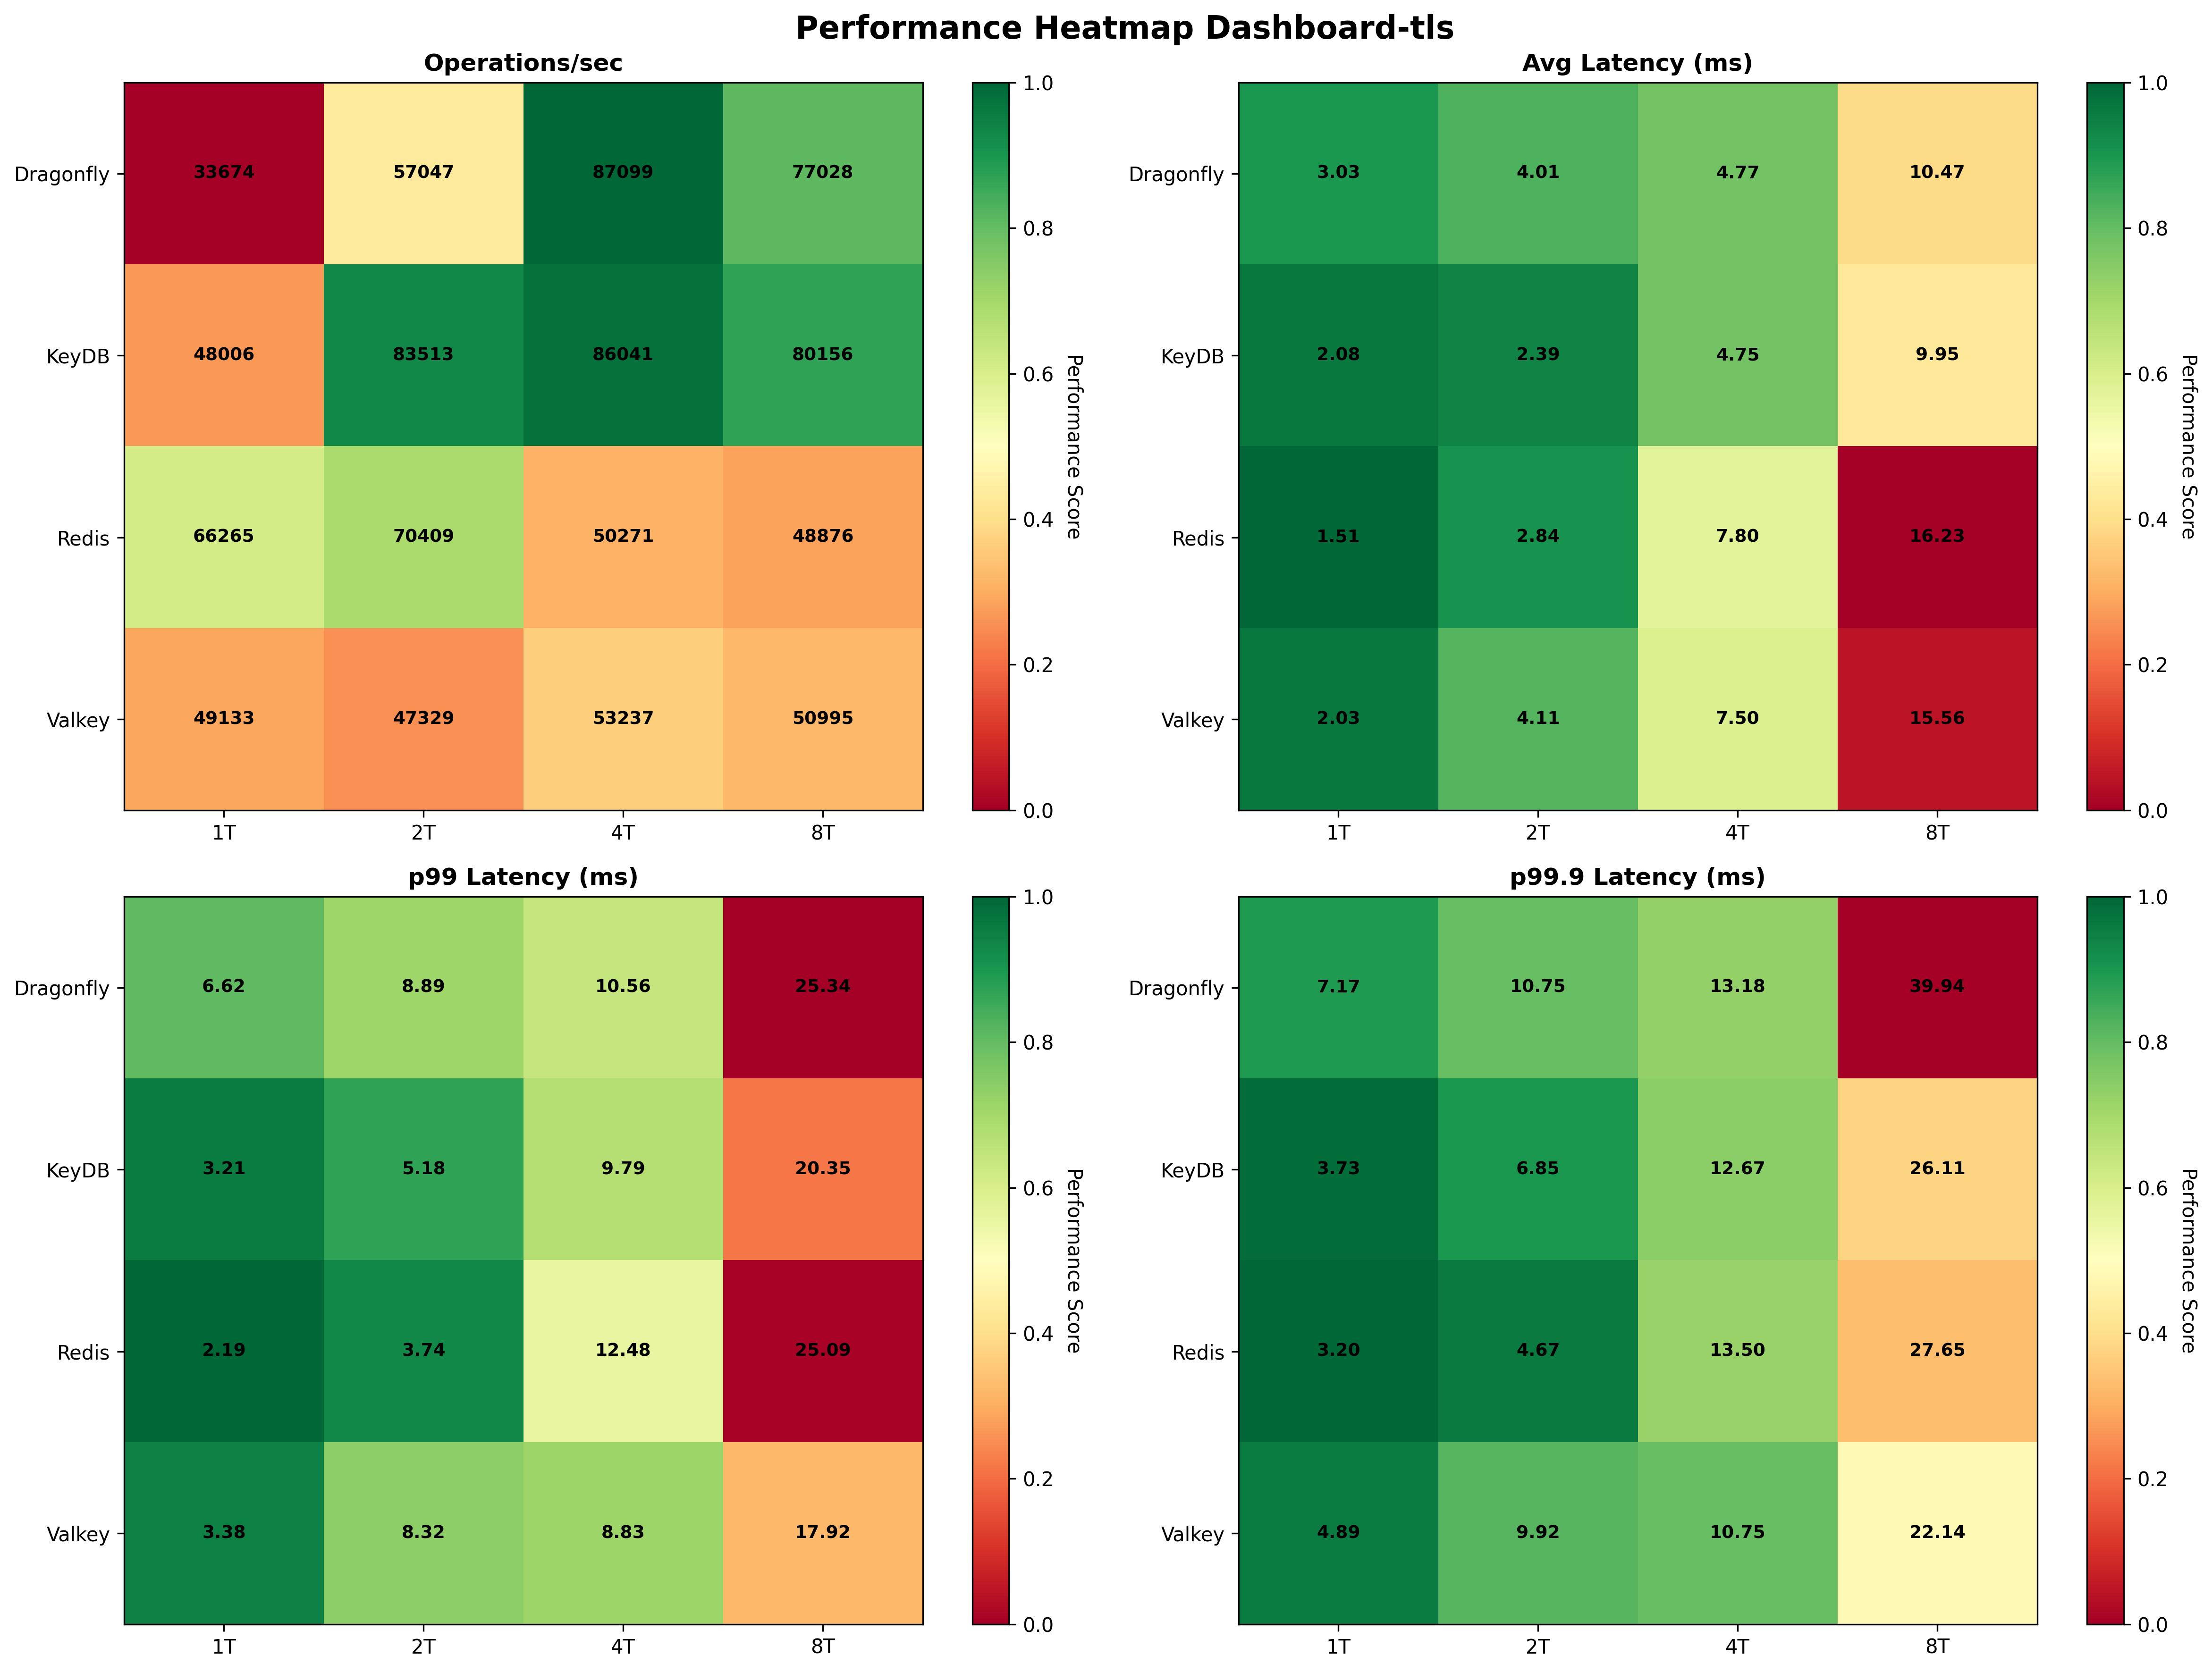 Performance Heatmap Dashboard-tls
Operations/sec
Dragonfly 33674 57047 87099 77028
KeyDB 48006 83513 86041 80156
Redis 66265 70409 50271 48876
Valkey 49133 47329 53237 50995
1T 2T 4T 8T
1.0
0.8
0.6
0.4
0.2
0.0
Performance Score
Avg Latency (ms)
Dragonfly 3.03 4.01 4.77 10.47
KeyDB 2.08 2.39 4.75 9.95
Redis 1.51 2.84 7.80 16.23
Valkey 2.03 4.11 7.50 15.56
1T 2T 4T 8T
1.0
0.8
0.6
0.4
0.2
0.0
Performance Score
p99 Latency (ms)
Dragonfly 6.62 8.89 10.56 25.34
KeyDB 3.21 5.18 9.79 20.35
Redis 2.19 3.74 12.48 25.09
Valkey 3.38 8.32 8.83 17.92
1T 2T 4T 8T
1.0
0.8
0.6
0.4
0.2
0.0
Performance Score
p99.9 Latency (ms)
Dragonfly 7.17 10.75 13.18 39.94
KeyDB 3.73 6.85 12.67 26.11
Redis 3.20 4.67 13.50 27.65
Valkey 4.89 9.92 10.75 22.14
1T 2T 4T 8T
1.0
0.8
0.6
0.4
0.2
0.0
Performance Score